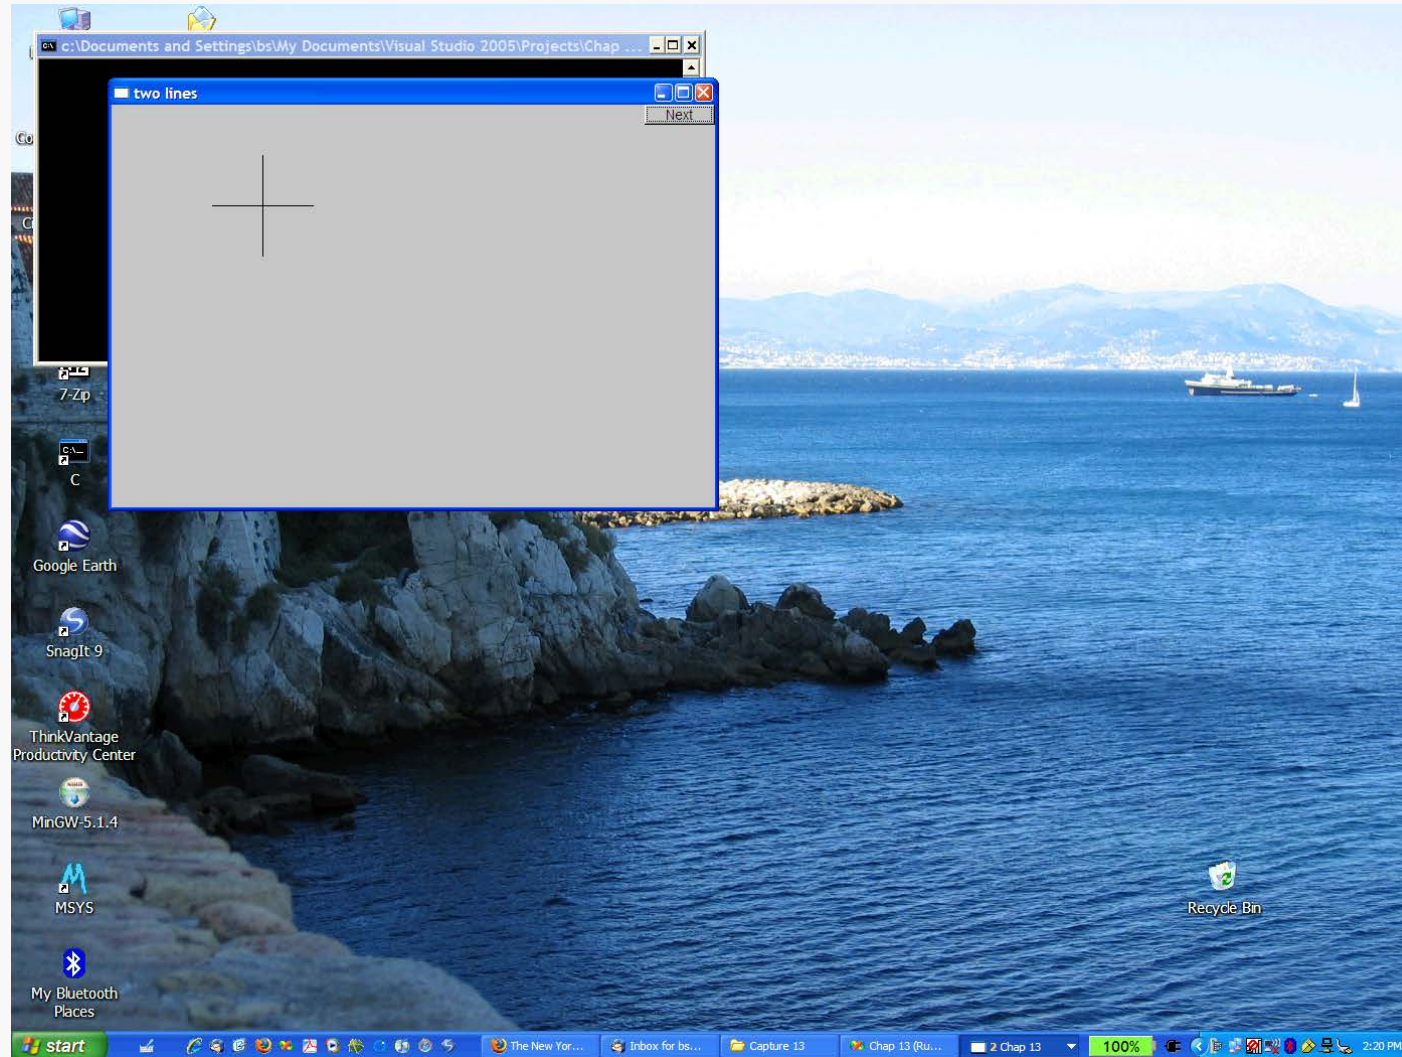 c:\Documents and Settings\bs\My Documents\Visual Studio 2005\Projects\Chap ...
two lines
Next
7-Zip
C:\
C
Google Earth
SnagIt 9
ThinkVantage
Productivity Center
MinGW-5.1.4
MSYS
My Bluetooth
Places
Recycle Bin
start
The New Yor...
Inbox for bs...
Capture 13
Chap 13 (Ru...
2 Chap 13
100%
2:20 PM